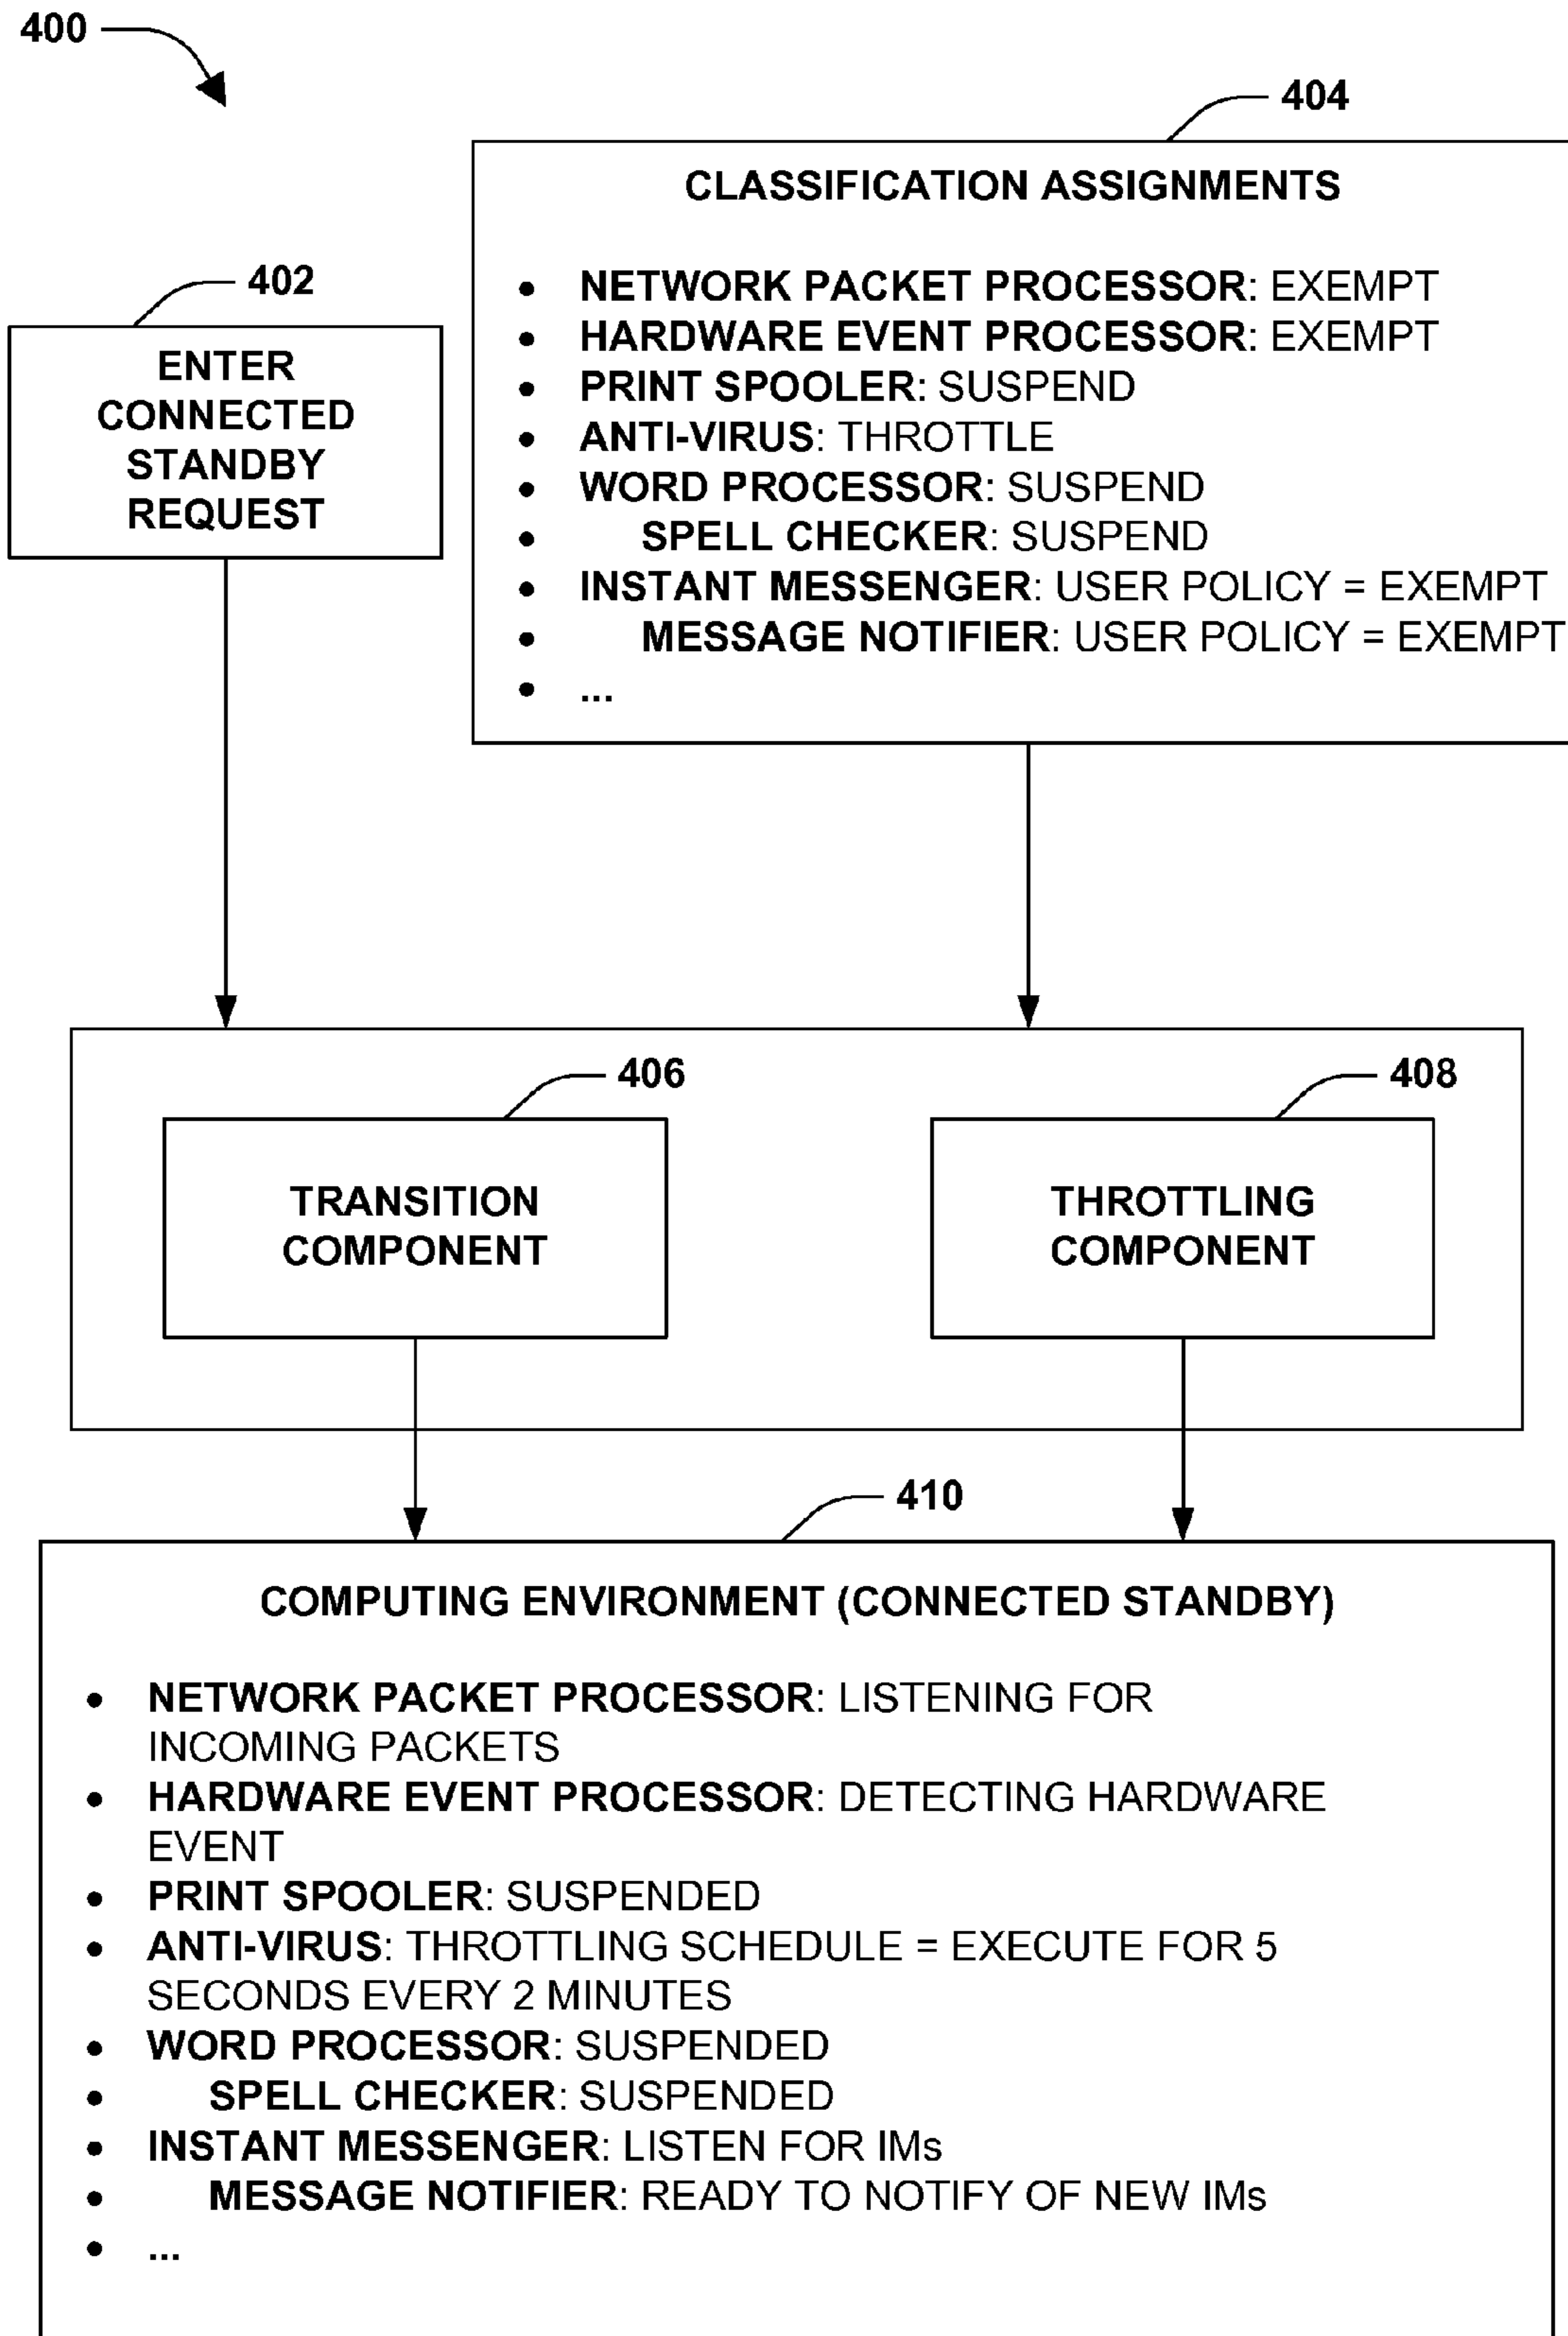 400
404
CLASSIFICATION ASSIGNMENTS
• NETWORK PACKET PROCESSOR: EXEMPT
• HARDWARE EVENT PROCESSOR: EXEMPT
• PRINT SPOOLER: SUSPEND
• ANTI-VIRUS: THROTTLE
• WORD PROCESSOR: SUSPEND
• SPELL CHECKER: SUSPEND
• INSTANT MESSENGER: USER POLICY = EXEMPT
• MESSAGE NOTIFIER: USER POLICY = EXEMPT
• ...
402
ENTER
CONNECTED
STANDBY
REQUEST
406
TRANSITION
COMPONENT
408
THROTTLING
COMPONENT
410
COMPUTING ENVIRONMENT (CONNECTED STANDBY)
• NETWORK PACKET PROCESSOR: LISTENING FOR
INCOMING PACKETS
• HARDWARE EVENT PROCESSOR: DETECTING HARDWARE
EVENT
• PRINT SPOOLER: SUSPENDED
• ANTI-VIRUS: THROTTLING SCHEDULE = EXECUTE FOR 5
SECONDS EVERY 2 MINUTES
• WORD PROCESSOR: SUSPENDED
• SPELL CHECKER: SUSPENDED
• INSTANT MESSENGER: LISTEN FOR IMs
• MESSAGE NOTIFIER: READY TO NOTIFY OF NEW IMs
• ...